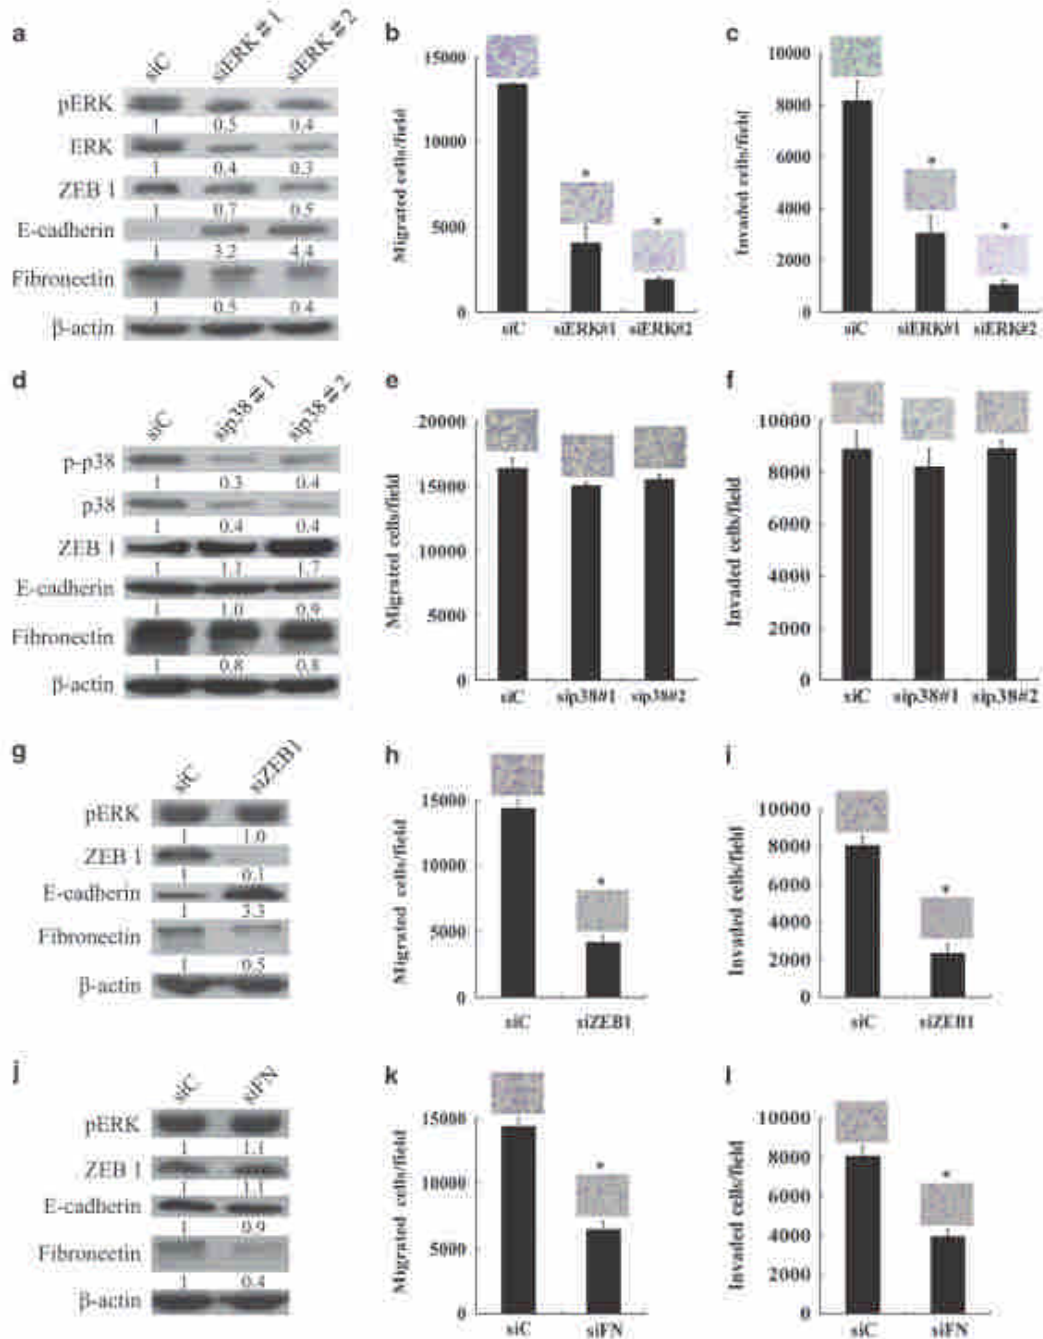 a
siC siERK#1 siERK#2
pERK
1 0.5 0.4
ERK
1 0.4 0.3
ZEB 1
1 0.7 0.5
E-cadherin
1 3.2 4.4
Fibronectin
1 0.5 0.4
β-actin
b
Migrated cells/field
15000
10000
5000
0
*
*
siC siERK#1 siERK#2
c
Invaded cells/field
10000
8000
6000
4000
2000
0
*
*
siC siERK#1 siERK#2
d
siC sip38#1 sip38#2
p-p38
1 0.3 0.4
p38
1 0.4 0.4
ZEB 1
1 1.1 1.7
E-cadherin
1 1.0 0.9
Fibronectin
1 0.8 0.8
β-actin
e
Migrated cells/field
20000
15000
10000
5000
0
siC sip38#1 sip38#2
f
Invaded cells/field
10000
8000
6000
4000
2000
0
siC sip38#1 sip38#2
g
siC siZEB1
pERK
1 1.0
ZEB 1
1 0.1
E-cadherin
1 3.3
Fibronectin
1 0.5
β-actin
h
Migrated cells/field
15000
10000
5000
0
*
siC siZEB1
i
Invaded cells/field
10000
8000
6000
4000
2000
0
*
siC siZEB1
j
siC siFN
pERK
1 1.1
ZEB 1
1 1.1
E-cadherin
1 0.9
Fibronectin
1 0.4
β-actin
k
Migrated cells/field
15000
10000
5000
0
*
siC siFN
l
Invaded cells/field
10000
8000
6000
4000
2000
0
*
siC siFN